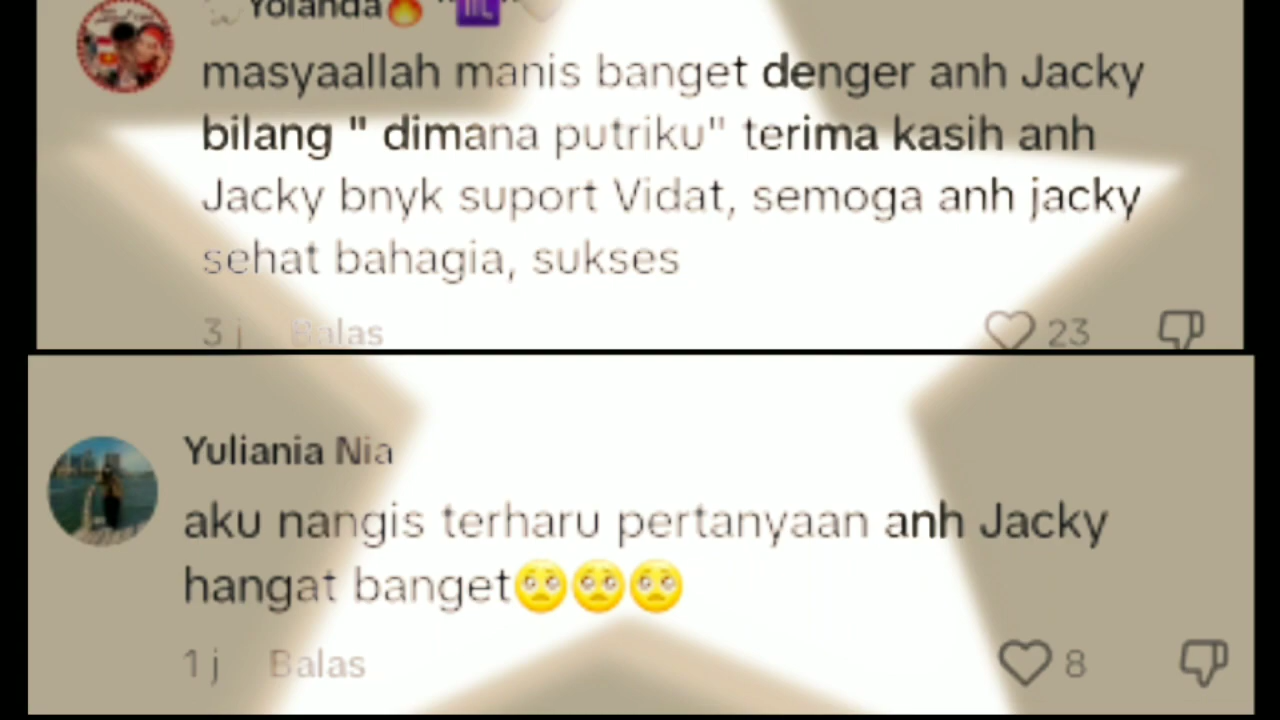 Yolanda🔥 "♏"🤍
masyaallah manis banget denger anh Jacky
bilang " dimana putriku" terima kasih anh
Jacky bnyk suport Vidat, semoga anh jacky
sehat bahagia, sukses
3 j Balas 23
Yuliania Nia
aku nangis terharu pertanyaan anh Jacky
hangat banget🥺🥺🥺
1 j Balas 8